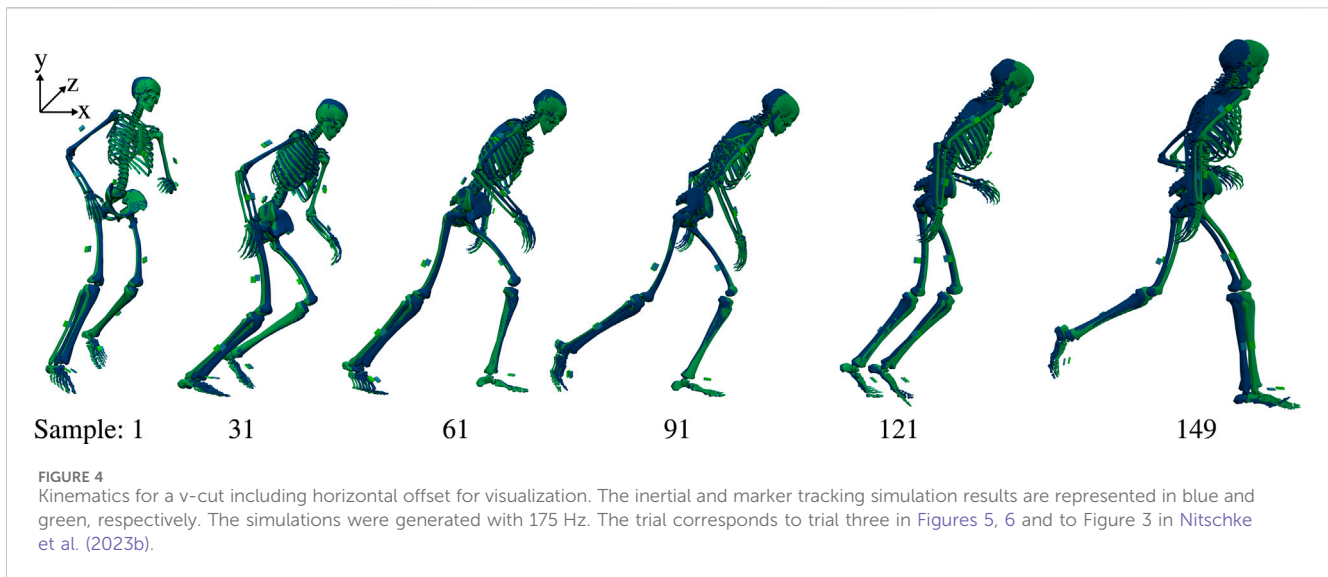 y
z
x
Sample: 1 31 61 91 121 149
FIGURE 4
Kinematics for a v-cut including horizontal offset for visualization. The inertial and marker tracking simulation results are represented in blue and
green, respectively. The simulations were generated with 175 Hz. The trial corresponds to trial three in Figures 5, 6 and to Figure 3 in Nitschke
et al. (2023b).